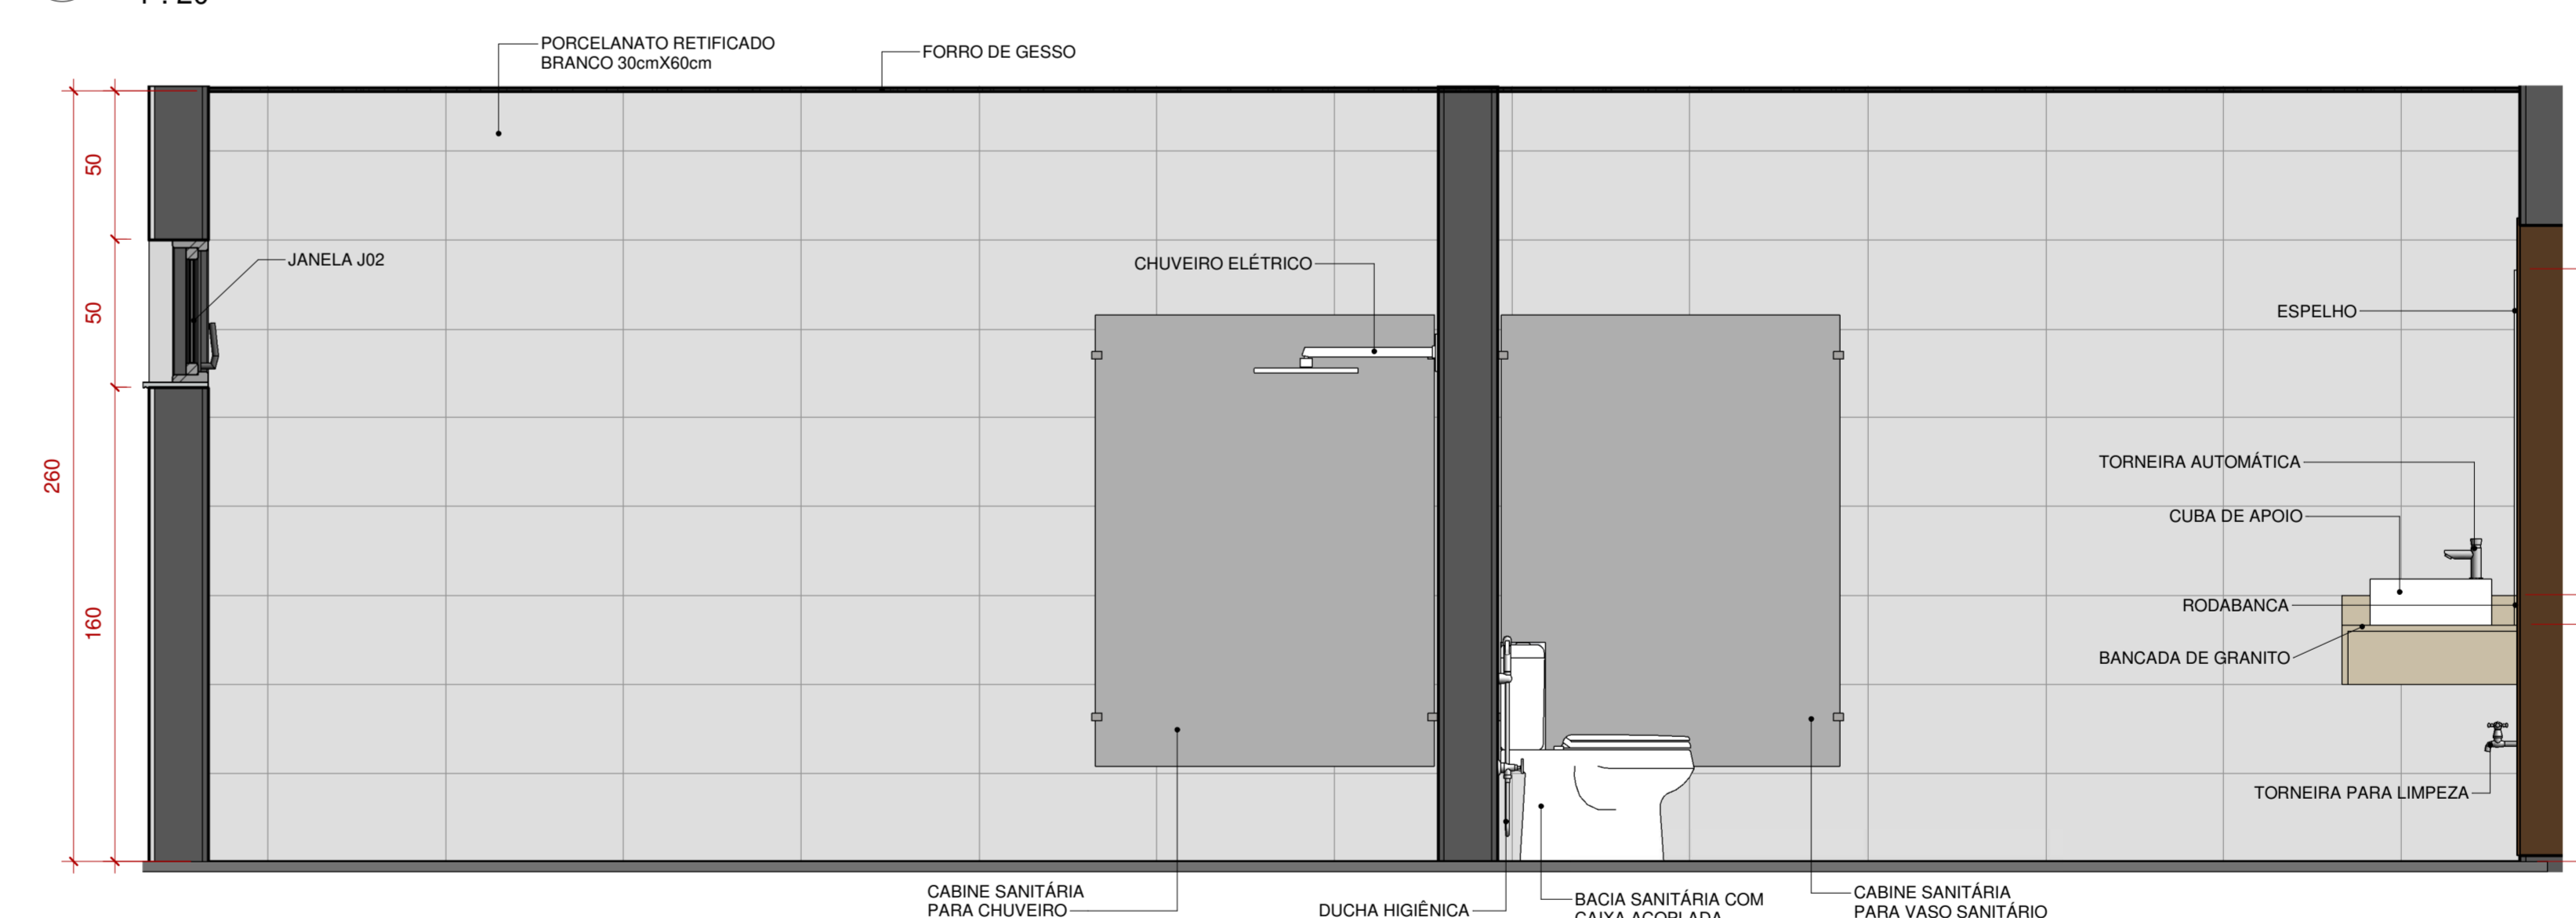 PORCELANATO RETIFICADO
BRANCO 30cmX60cm
FORRO DE GESSO
50
JANELA J02
CHUVEIRO ELÉTRICO
50
ESPELHO
260
TORNEIRA AUTOMÁTICA
CUBA DE APOIO
160
RODABANCA
BANCADA DE GRANITO
TORNEIRA PARA LIMPEZA
CABINE SANITÁRIA
PARA CHUVEIRO
DUCHA HIGIÊNICA
BACIA SANITÁRIA COM
CAIXA ACOPLADA
CABINE SANITÁRIA
PARA VASO SANITÁRIO